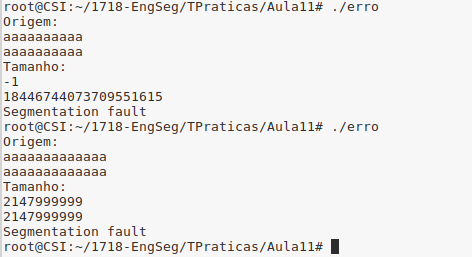 root@CSI:~/1718-EngSeg/TPraticas/Aula11# ./erro
Origem:
aaaaaaaaaa
aaaaaaaaaa
Tamanho:
-1
18446744073709551615
Segmentation fault
root@CSI:~/1718-EngSeg/TPraticas/Aula11# ./erro
Origem:
aaaaaaaaaaaaa
aaaaaaaaaaaaa
Tamanho:
2147999999
2147999999
Segmentation fault
root@CSI:~/1718-EngSeg/TPraticas/Aula11#